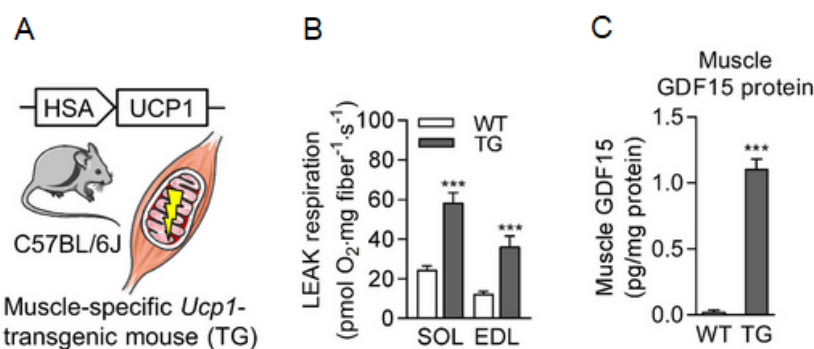 A
HSA UCP1
C57BL/6J
Muscle-specific Ucp1-
transgenic mouse (TG)
B
LEAK respiration
(pmol O₂·mg fiber⁻¹·s⁻¹)
100
80
60
40
20
0
WT
TG
***
***
SOL EDL
C
Muscle
GDF15 protein
Muscle GDF15
(pg/mg protein)
1.5
1.0
0.5
0.0
***
WT TG